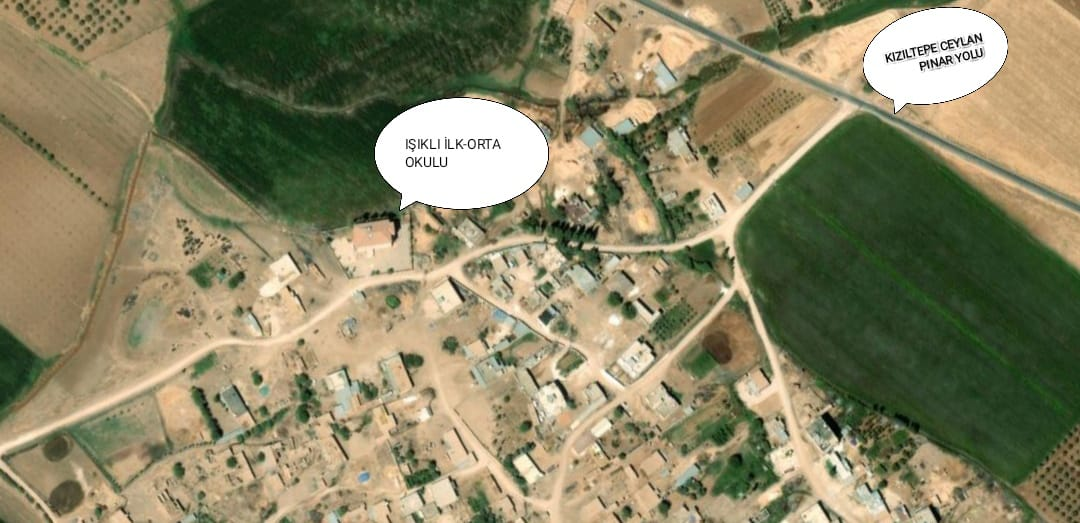 IŞIKLI İLK-ORTA
OKULU
KIZILTEPE CEYLAN
PINAR YOLU